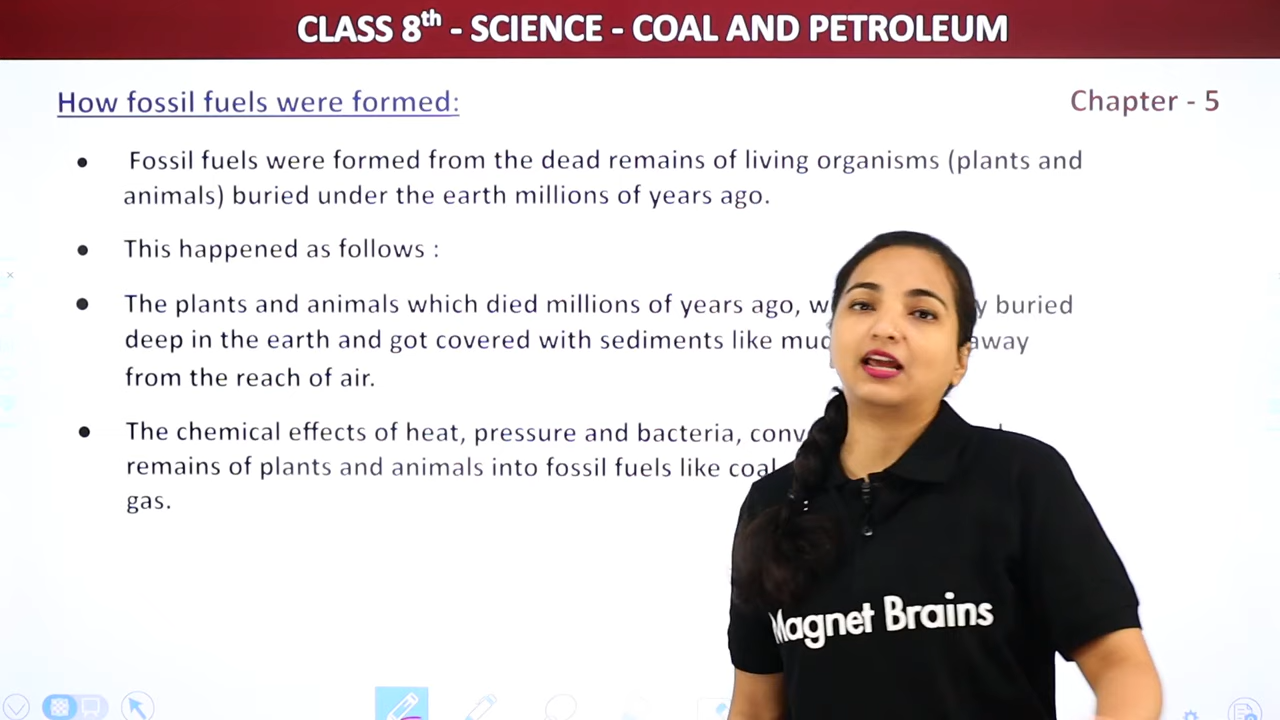 CLASS 8th - SCIENCE - COAL AND PETROLEUM
How fossil fuels were formed:
Chapter - 5
Fossil fuels were formed from the dead remains of living organisms (plants and
animals) buried under the earth millions of years ago.
This happened as follows :
The plants and animals which died millions of years ago, buried
deep in the earth and got covered with sediments like away
from the reach of air.
The chemical effects of heat, pressure and bacteria,
remains of plants and animals into fossil fuels like coal
gas.
Magnet Brains